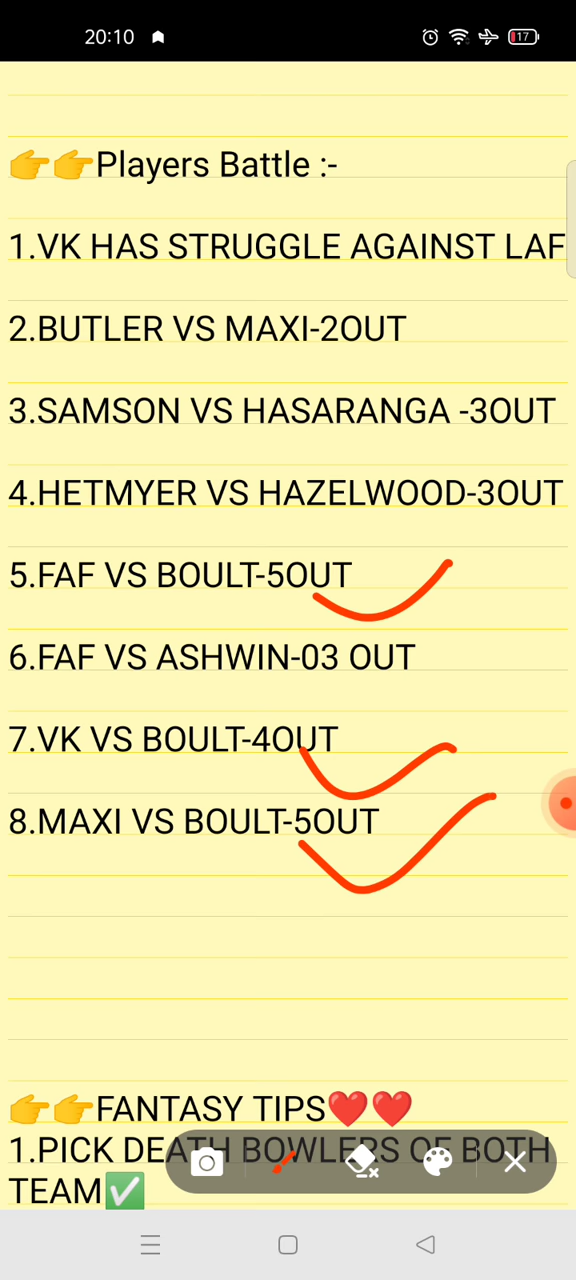 20:10
17
👉👉Players Battle :-
1.VK HAS STRUGGLE AGAINST LAF
2.BUTLER VS MAXI-2OUT
3.SAMSON VS HASARANGA -3OUT
4.HETMYER VS HAZELWOOD-3OUT
5.FAF VS BOULT-5OUT
6.FAF VS ASHWIN-03 OUT
7.VK VS BOULT-4OUT
8.MAXI VS BOULT-5OUT
👉👉FANTASY TIPS❤️❤️
1.PICK DEATH BOWLERS OF BOTH
TEAM✅